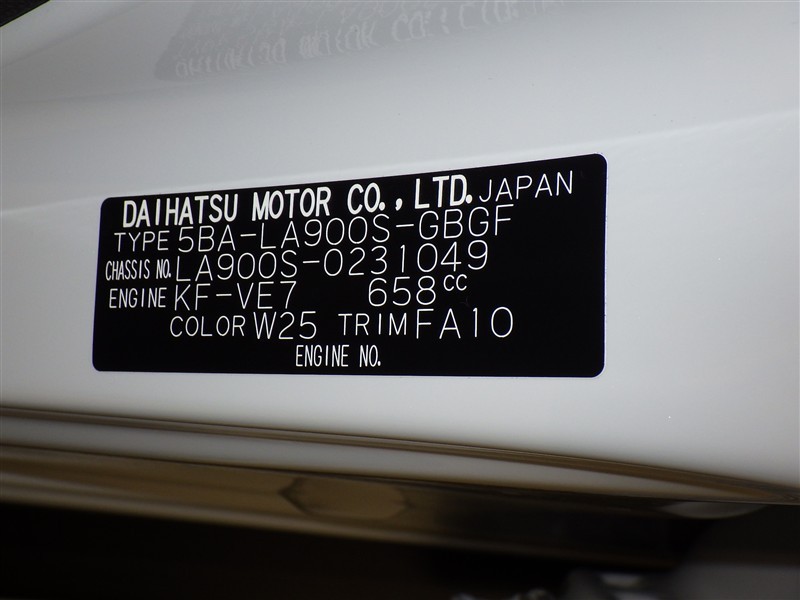 DAIHATSU MOTOR CO., LTD. JAPAN
TYPE 5BA-LA900S-GBGF
CHASSIS NO. LA900S-0231049
ENGINE KF-VE7 658cc
COLOR W25 TRIM FA10
ENGINE NO.